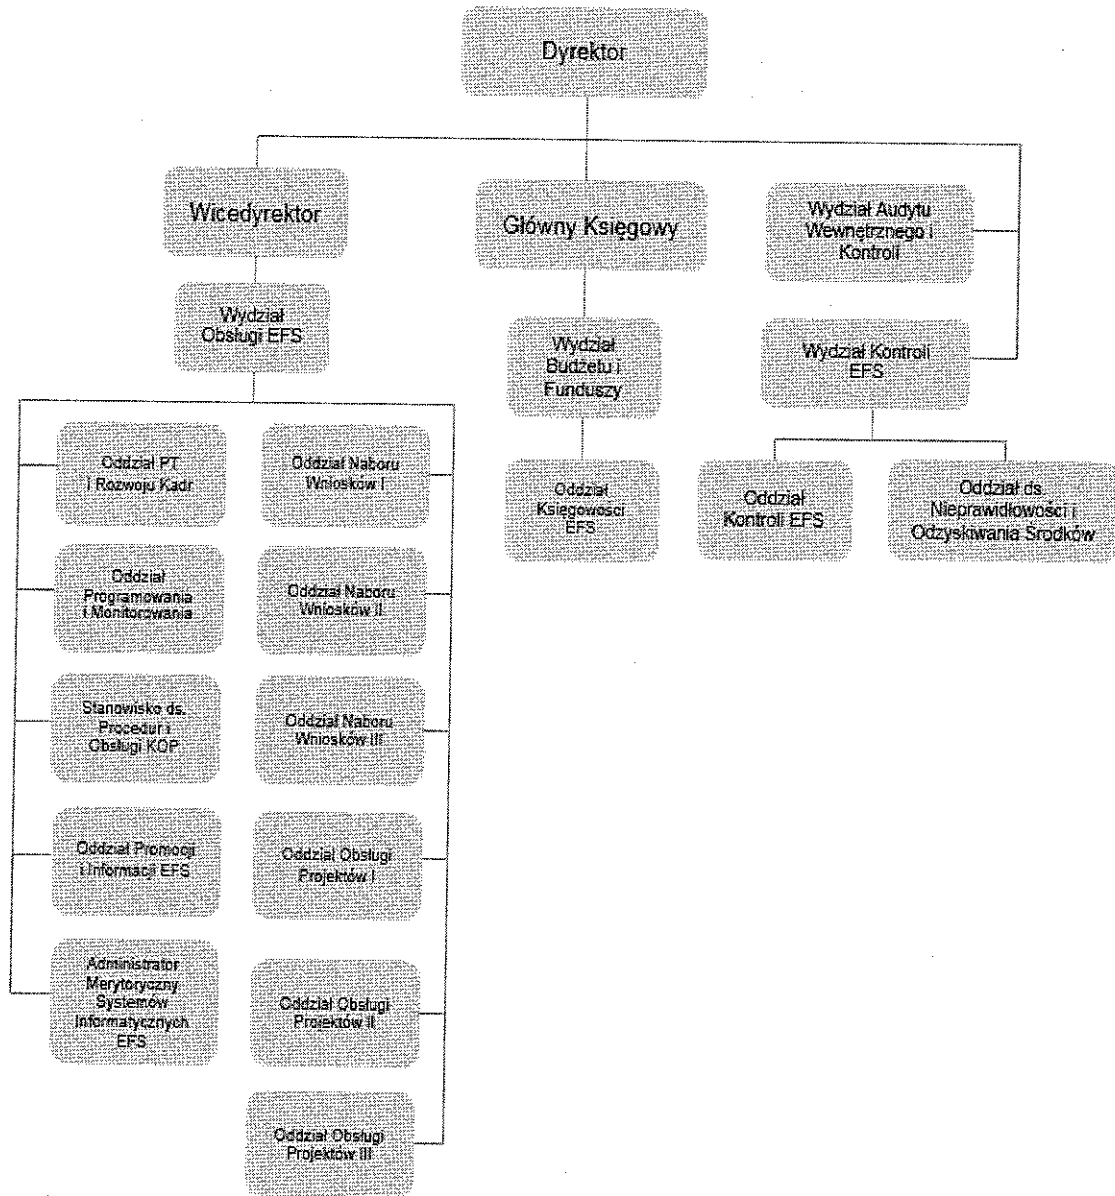 Dyrektor
Wicedyrektor
Główny Księgowy
Wydział Audytu
Wewnętrznego i
Kontroli
Wydział
Obsługi EFS
Wydział
Budżetu i
Funduszy
Wydział Kontroli
EFS
Oddział PT
i Rozwoju Kadr
Oddział Naboru
Wniosków I
Oddział
Księgowości
EFS
Oddział
Kontroli EFS
Oddział ds.
Nieprawidłowości i
Odzyskiwania Środków
Oddział
Programowania
i Monitorowania
Oddział Naboru
Wniosków II
Stanowisko ds.
Procedur i
Obsługi KOP
Oddział Naboru
Wniosków III
Oddział Promocji
i Informacji EFS
Oddział Obsługi
Projektów I
Administrator
Merytoryczny
Systemów
Informatycznych
EFS
Oddział Obsługi
Projektów II
Oddział Obsługi
Projektów III